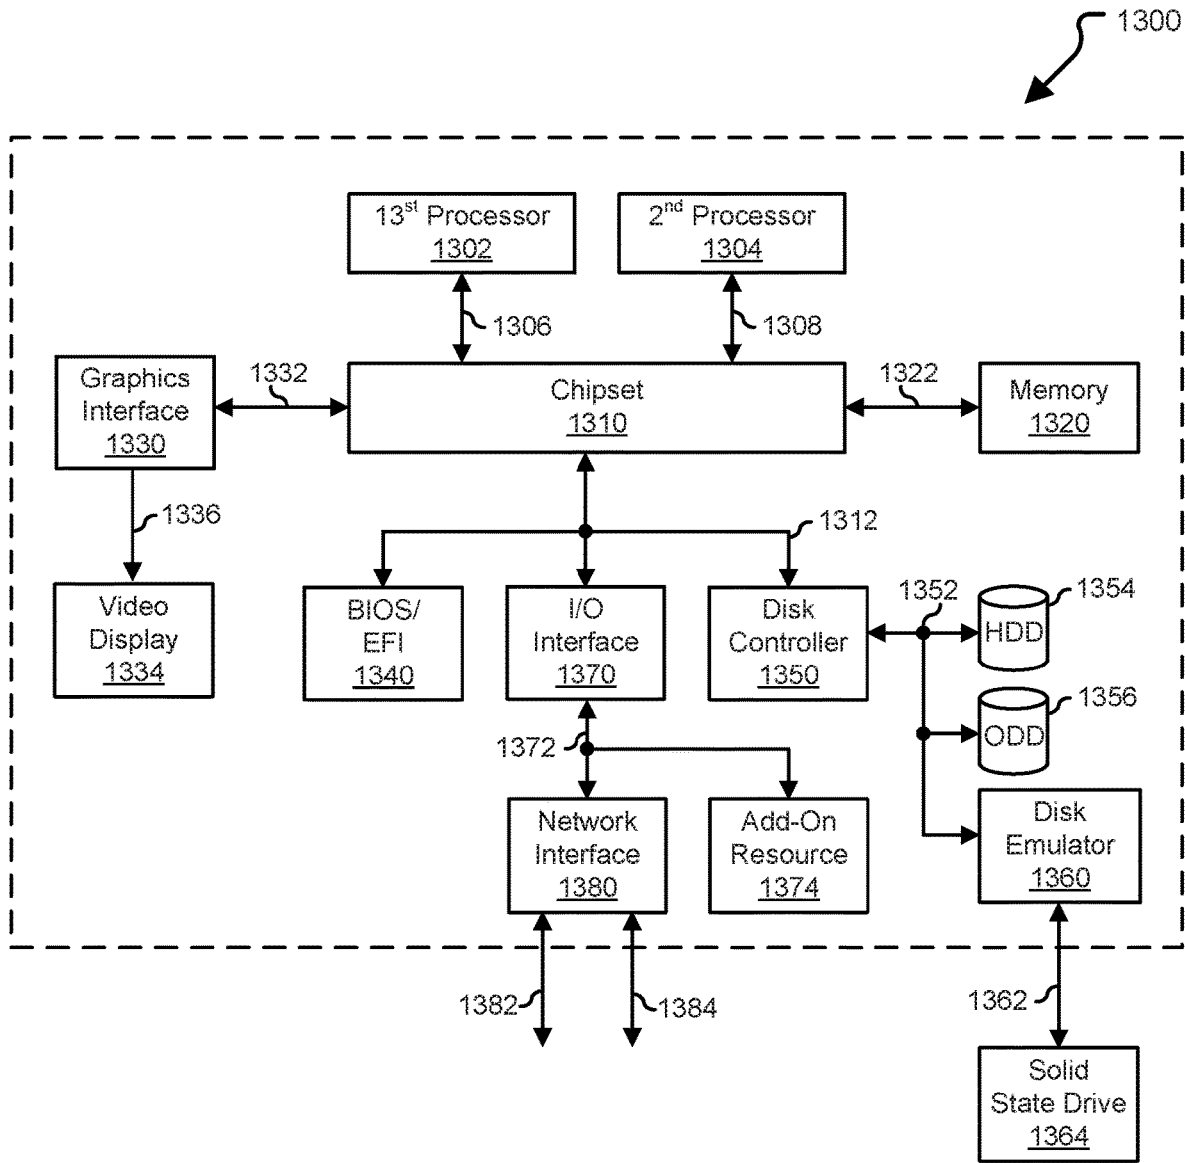 1300
13st Processor
1302
2nd Processor
1304
1306
1308
Graphics
Interface
1330
1332
Chipset
1310
1322
Memory
1320
1336
1312
Video
Display
1334
BIOS/
EFI
1340
I/O
Interface
1370
Disk
Controller
1350
1352
HDD
1354
ODD
1356
1372
Network
Interface
1380
Add-On
Resource
1374
Disk
Emulator
1360
1382
1384
1362
Solid
State Drive
1364